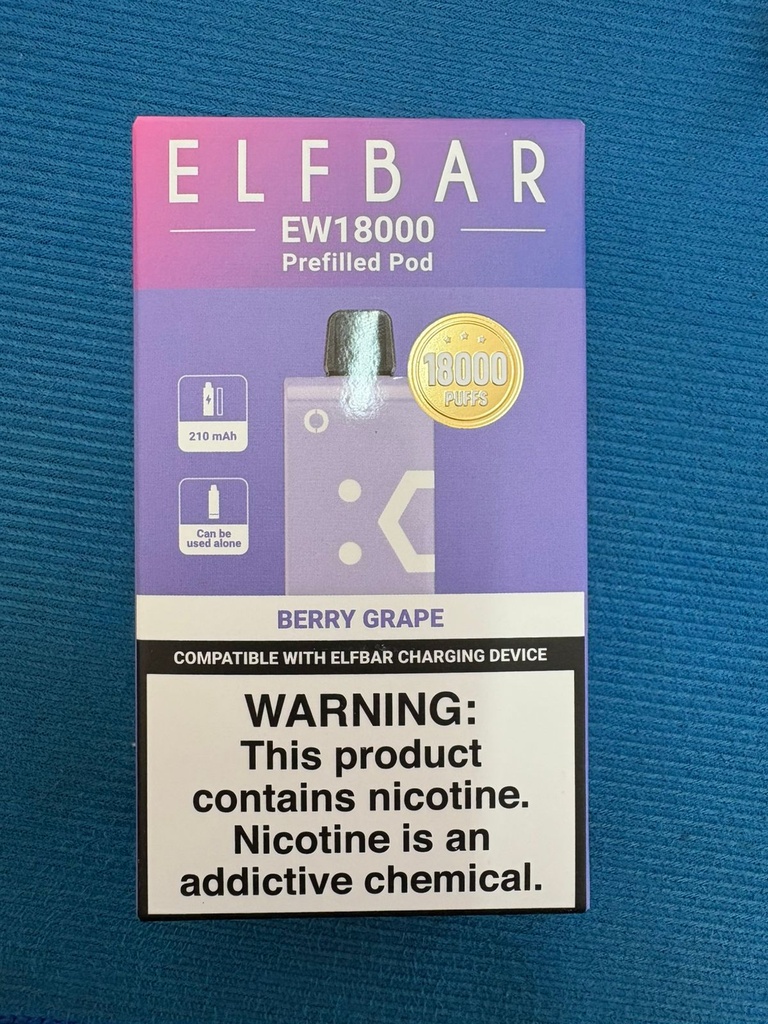 ELFBAR
EW18000
Prefilled Pod
18000
PUFFS
210 mAh
Can be
used alone
BERRY GRAPE
COMPATIBLE WITH ELFBAR CHARGING DEVICE
WARNING:
This product
contains nicotine.
Nicotine is an
addictive chemical.